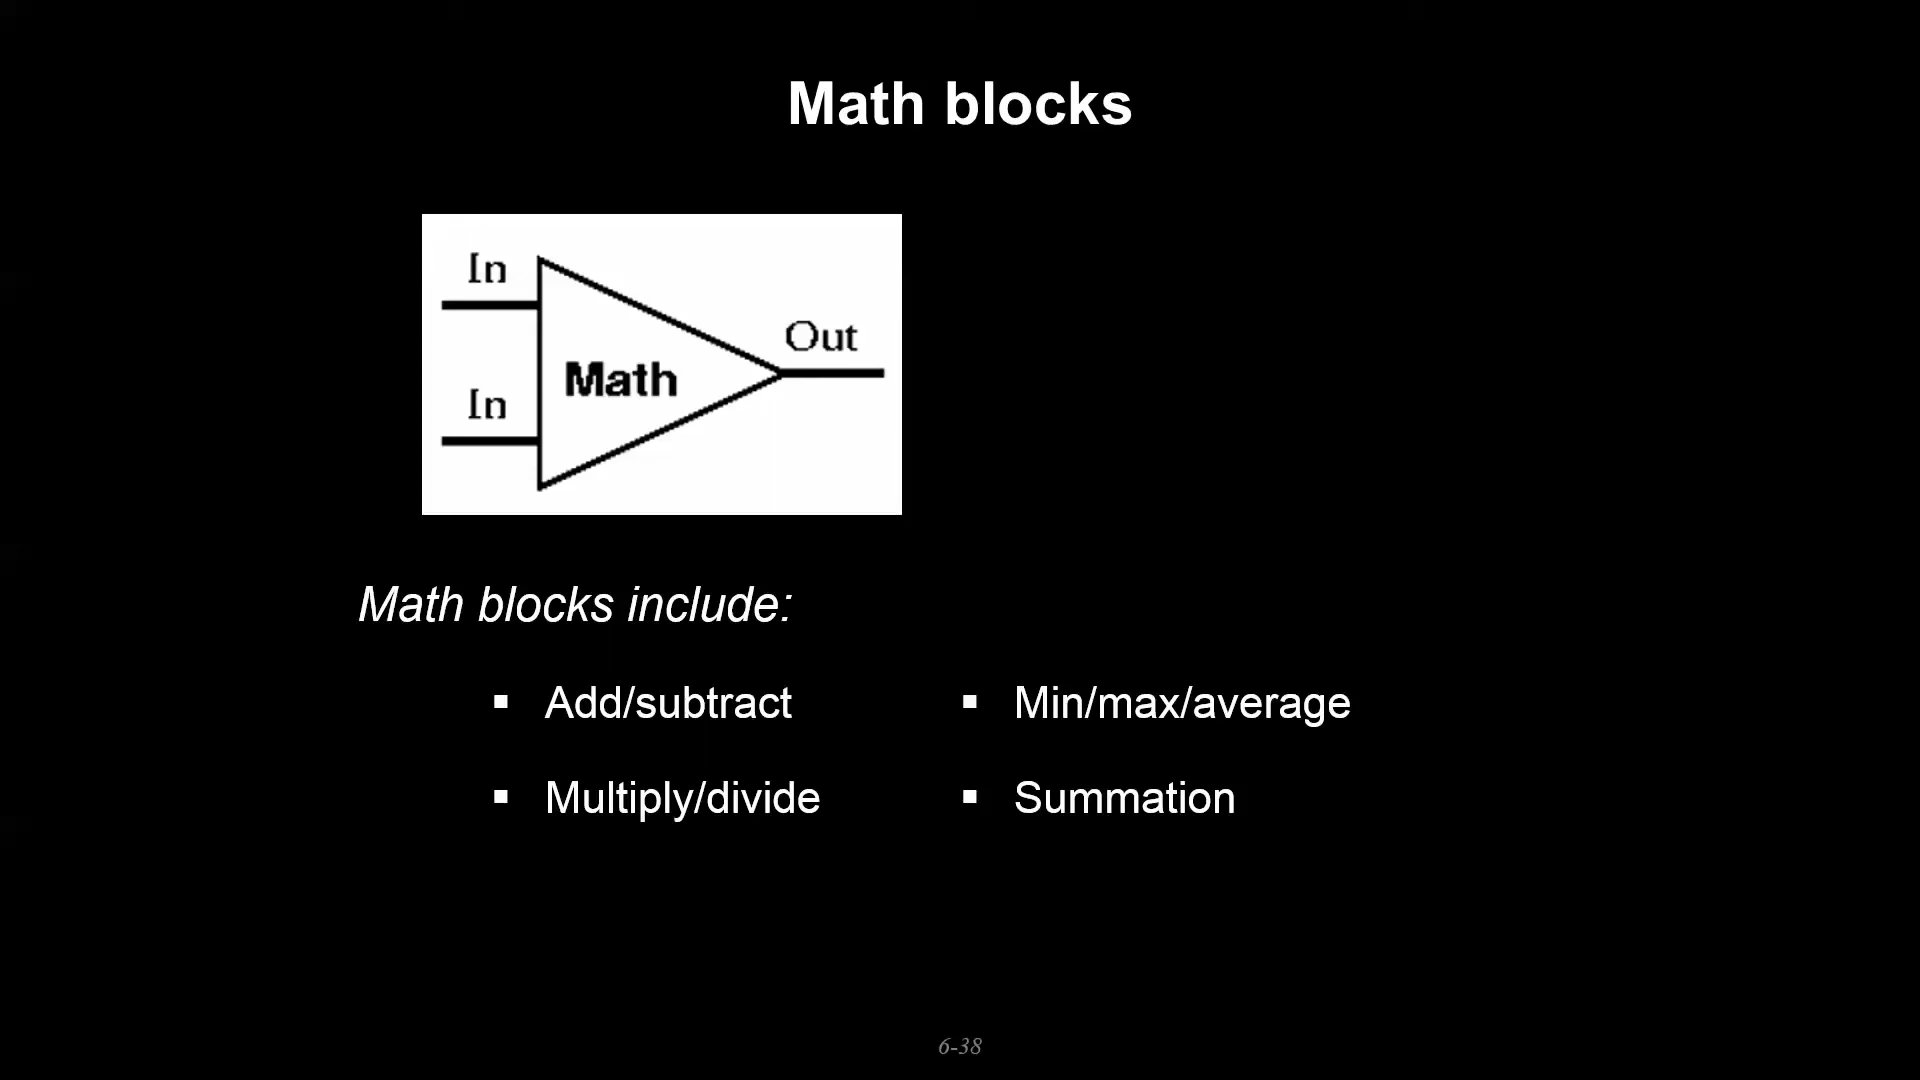 Math blocks
In
Out
Math
In
Math blocks include:
▪ Add/subtract
▪ Multiply/divide
▪ Min/max/average
▪ Summation
6-38